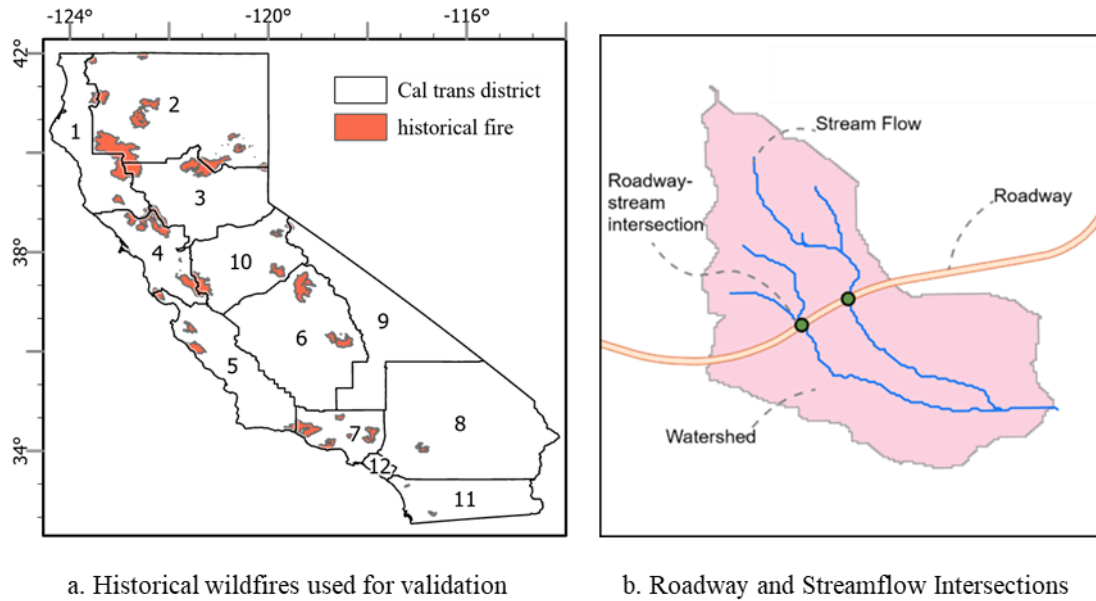 -124° -120° -116°
42°
38°
34°
Cal trans district
historical fire
1
2
3
4
10
9
6
5
8
7
12
11
Stream Flow
Roadway-
stream
intersection
Roadway
Watershed
a. Historical wildfires used for validation
b. Roadway and Streamflow Intersections